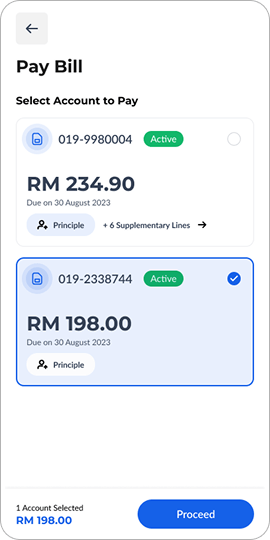 Pay Bill
Select Account to Pay
019-9980004 Active
RM 234.90
Due on 30 August 2023
Principle + 6 Supplementary Lines →
019-2338744 Active
RM 198.00
Due on 30 August 2023
Principle
1 Account Selected
RM 198.00
Proceed